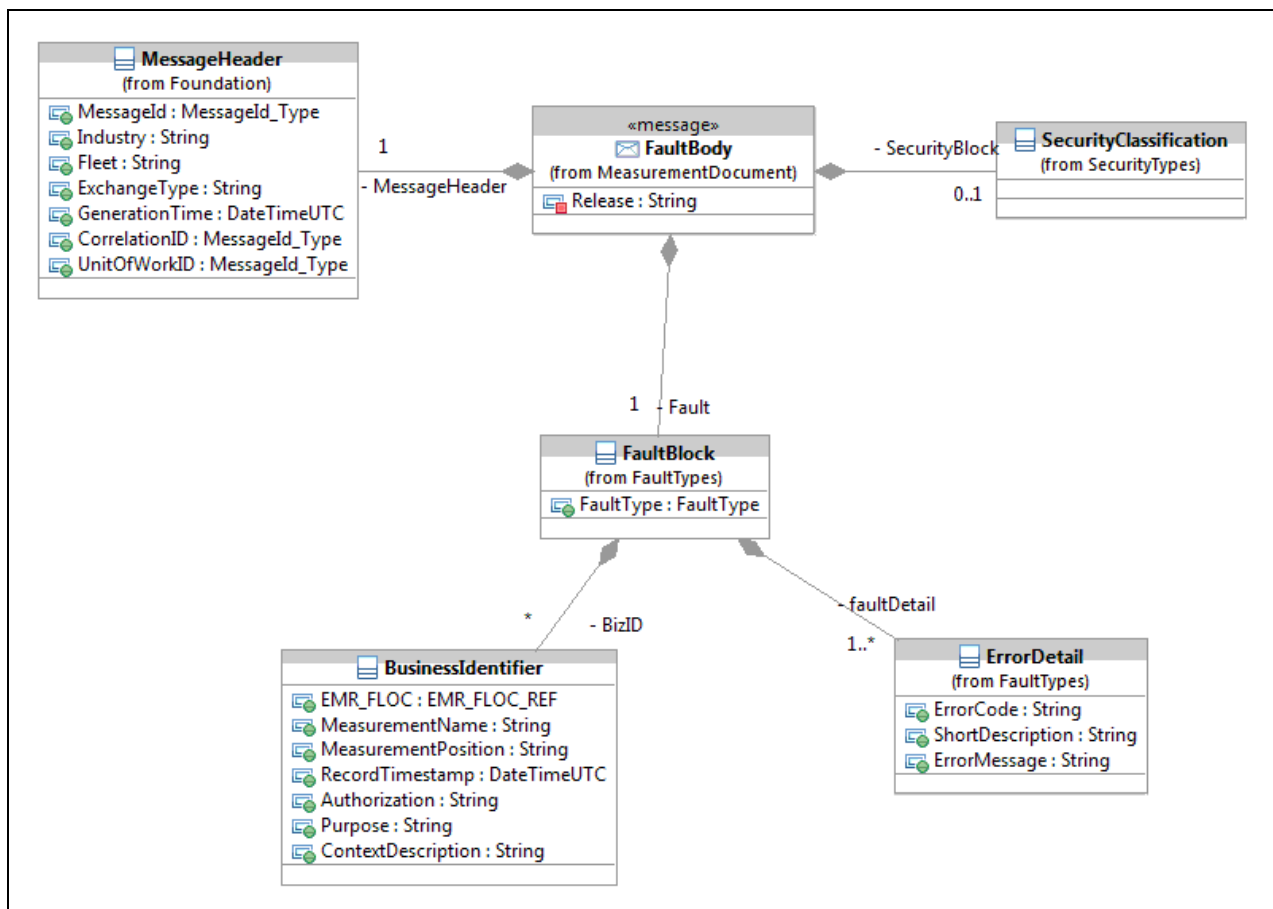 MessageHeader
(from Foundation)
MessageId : MessageId_Type
Industry : String
Fleet : String
ExchangeType : String
GenerationTime : DateTimeUTC
CorrelationID : MessageId_Type
UnitOfWorkID : MessageId_Type
1
- MessageHeader
«message»
FaultBody
(from MeasurementDocument)
Release : String
- SecurityBlock
0..1
SecurityClassification
(from SecurityTypes)
1
- Fault
FaultBlock
(from FaultTypes)
FaultType : FaultType
*
- BizID
- faultDetail
1..*
BusinessIdentifier
EMR_FLOC : EMR_FLOC_REF
MeasurementName : String
MeasurementPosition : String
RecordTimestamp : DateTimeUTC
Authorization : String
Purpose : String
ContextDescription : String
ErrorDetail
(from FaultTypes)
ErrorCode : String
ShortDescription : String
ErrorMessage : String